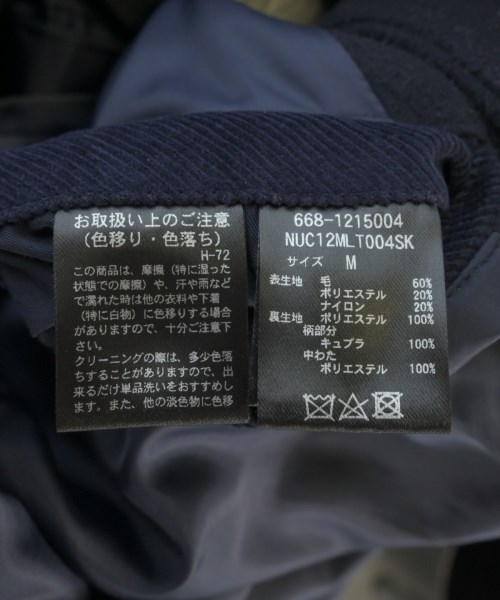 お取扱い上のご注意
(色移り・色落ち)
H-72
この商品は、摩擦(特に湿った
状態での摩擦)や、汗や雨など
で濡れた時は他の衣料や下着
(特に白物)に色移りする場合
がありますので、十分ご注意下
さい。
クリーニングの際は、多少色落
ちすることがありますので、出
来るだけ単品洗いをおすすめし
ます。また、他の淡色物に色移
668-1215004
NUC12MLT004SK
サイズ M
表生地 毛 60%
ポリエステル 20%
ナイロン 20%
裏生地 ポリエステル 100%
柄部分
キュプラ 100%
中わた
ポリエステル 100%